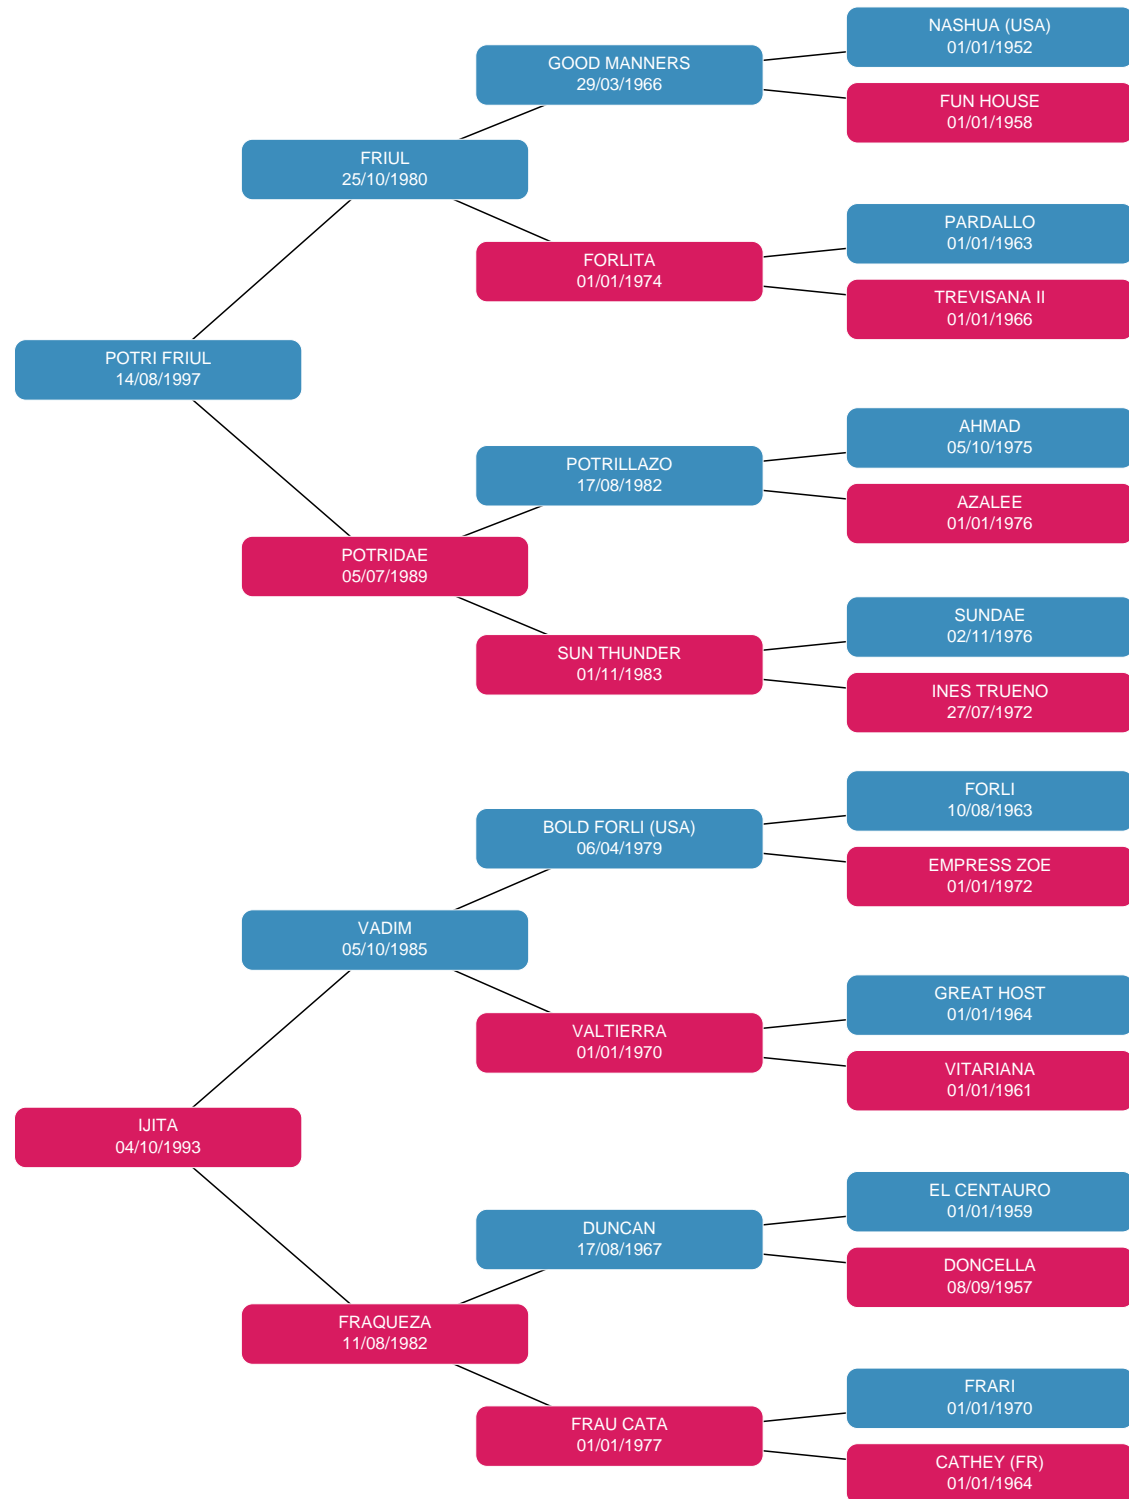 NASHUA (USA)
01/01/1952
GOOD MANNERS
29/03/1966
FUN HOUSE
01/01/1958
FRIUL
25/10/1980
PARDALLO
01/01/1963
FORLITA
01/01/1974
TREVISANA II
01/01/1966
POTRI FRIUL
14/08/1997
AHMAD
05/10/1975
POTRILLAZO
17/08/1982
AZALEE
01/01/1976
POTRIDAE
05/07/1989
SUNDAE
02/11/1976
SUN THUNDER
01/11/1983
INES TRUENO
27/07/1972
FORLI
10/08/1963
BOLD FORLI (USA)
06/04/1979
EMPRESS ZOE
01/01/1972
VADIM
05/10/1985
GREAT HOST
01/01/1964
VALTIERRA
01/01/1970
VITARIANA
01/01/1961
IJITA
04/10/1993
EL CENTAURO
01/01/1959
DUNCAN
17/08/1967
DONCELLA
08/09/1957
FRAQUEZA
11/08/1982
FRARI
01/01/1970
FRAU CATA
01/01/1977
CATHEY (FR)
01/01/1964